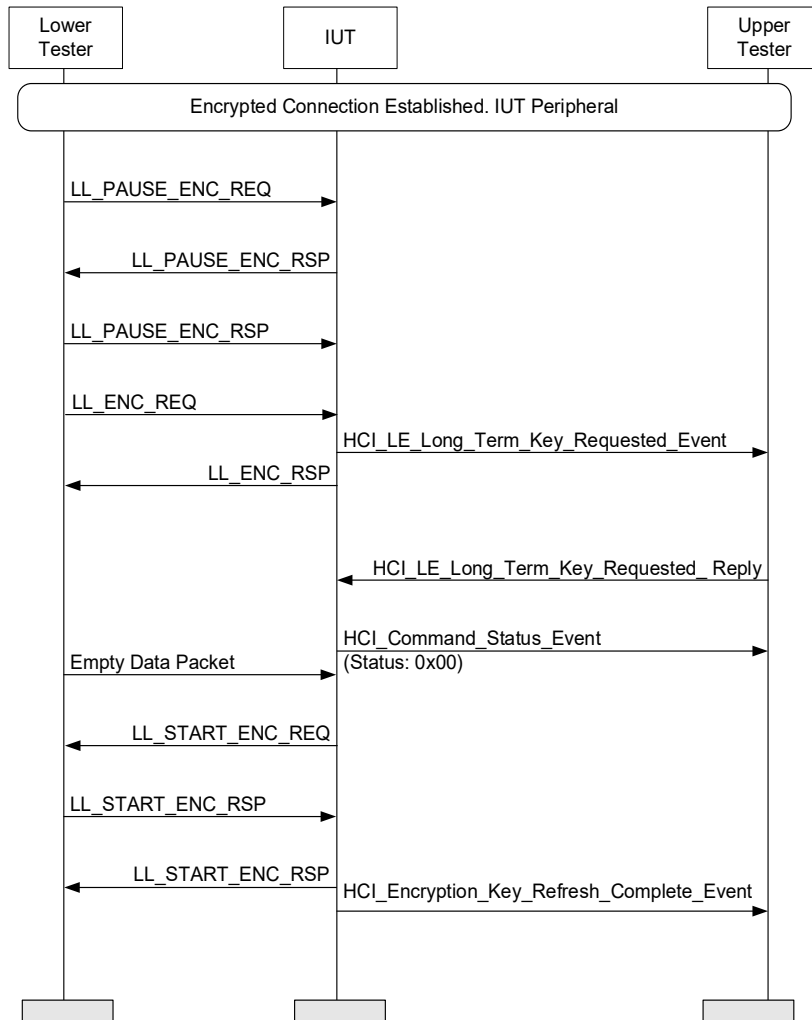 Lower
Tester
IUT
Upper
Tester
Encrypted Connection Established. IUT Peripheral
LL_PAUSE_ENC_REQ
LL_PAUSE_ENC_RSP
LL_PAUSE_ENC_RSP
LL_ENC_REQ
HCI_LE_Long_Term_Key_Requested_Event
LL_ENC_RSP
HCI_LE_Long_Term_Key_Requested_ Reply
HCI_Command_Status_Event
(Status: 0x00)
Empty Data Packet
LL_START_ENC_REQ
LL_START_ENC_RSP
LL_START_ENC_RSP
HCI_Encryption_Key_Refresh_Complete_Event